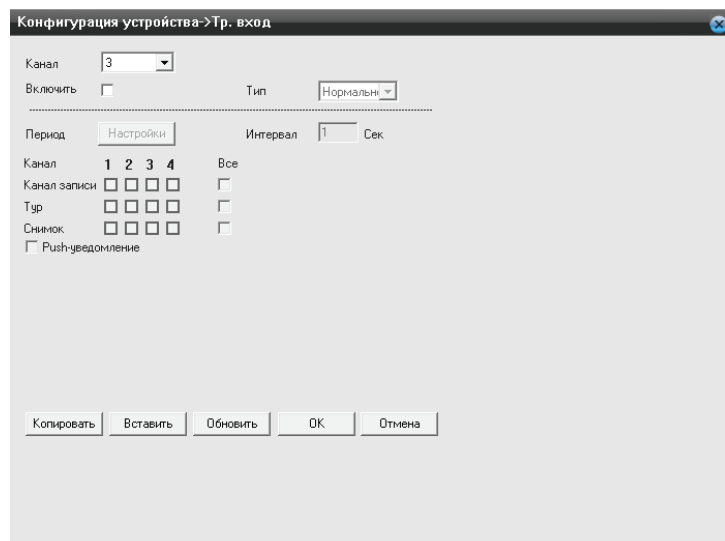 Конфигурация устройства->Тр. вход
Канал 3
Включить Тип Нормальн
Период Настройки Интервал 1 Сек
Канал 1 2 3 4 Все
Канал записи
Тур
Снимок
Push-уведомление
Копировать Вставить Обновить OK Отмена